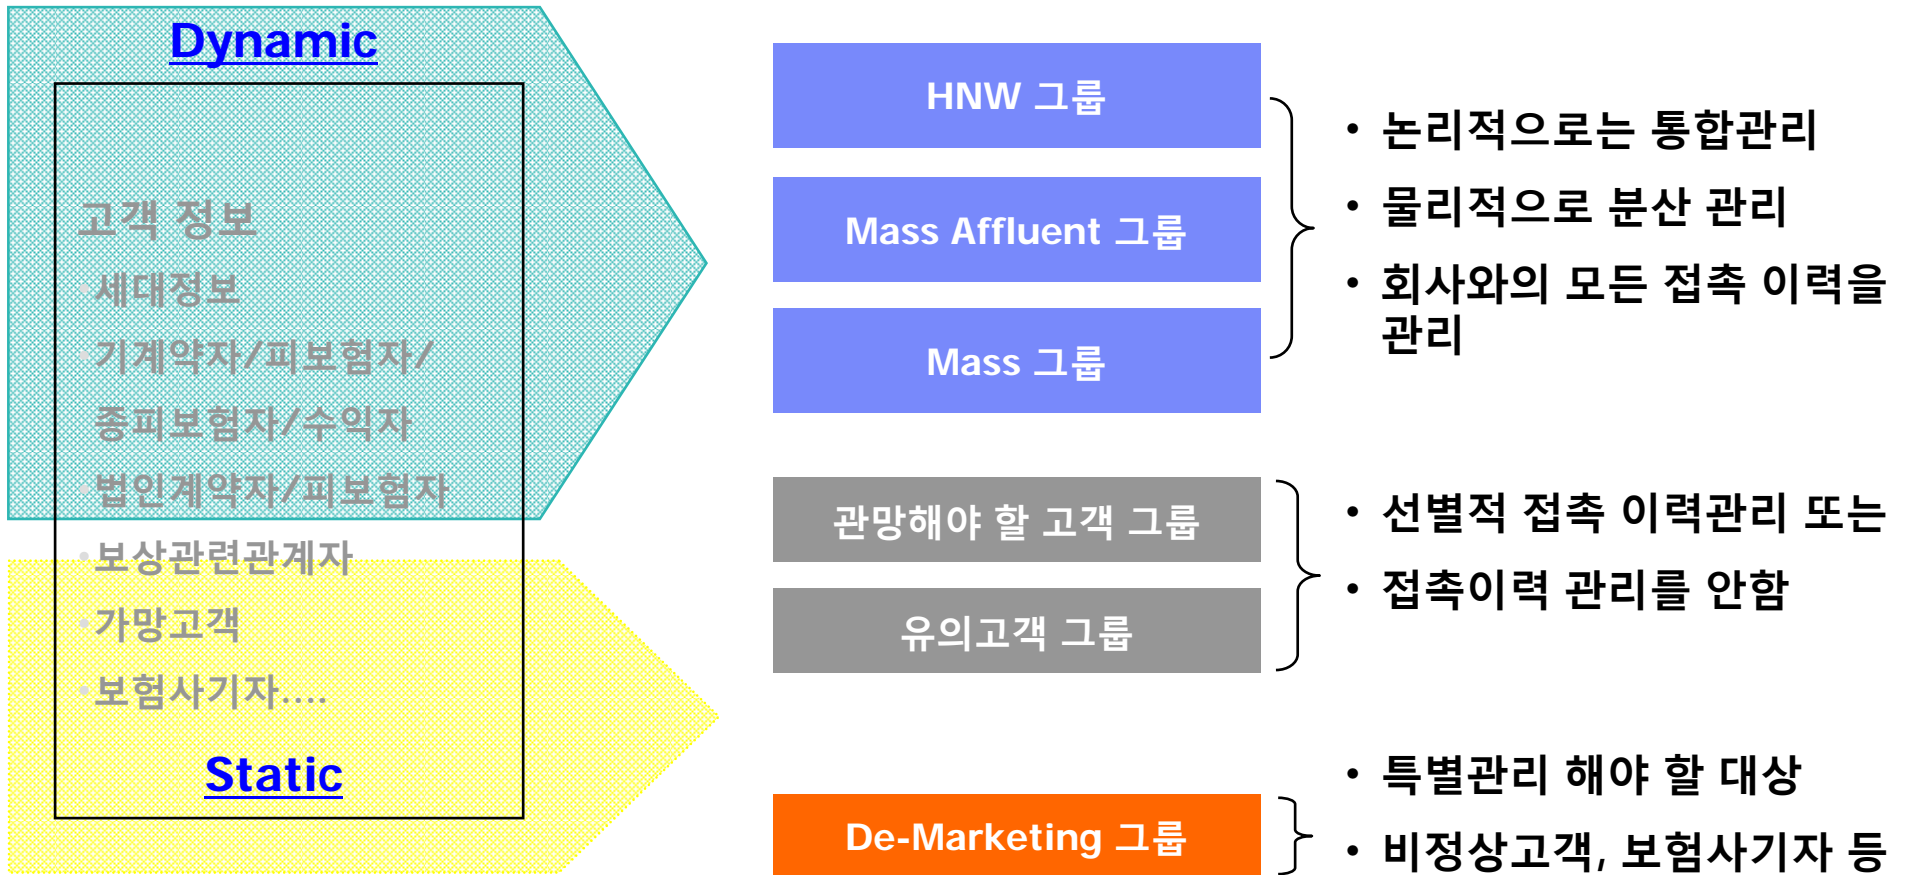 Dynamic
고객 정보
•세대정보
•기계약자/피보험자/
종피보험자/수익자
•법인계약자/피보험자
•보상관련관계자
•가망고객
•보험사기자....
Static
HNW 그룹
Mass Affluent 그룹
Mass 그룹
• 논리적으로는 통합관리
• 물리적으로 분산 관리
• 회사와의 모든 접촉 이력을
관리
관망해야 할 고객 그룹
유의고객 그룹
• 선별적 접촉 이력관리 또는
• 접촉이력 관리를 안함
De-Marketing 그룹
• 특별관리 해야 할 대상
• 비정상고객, 보험사기자 등